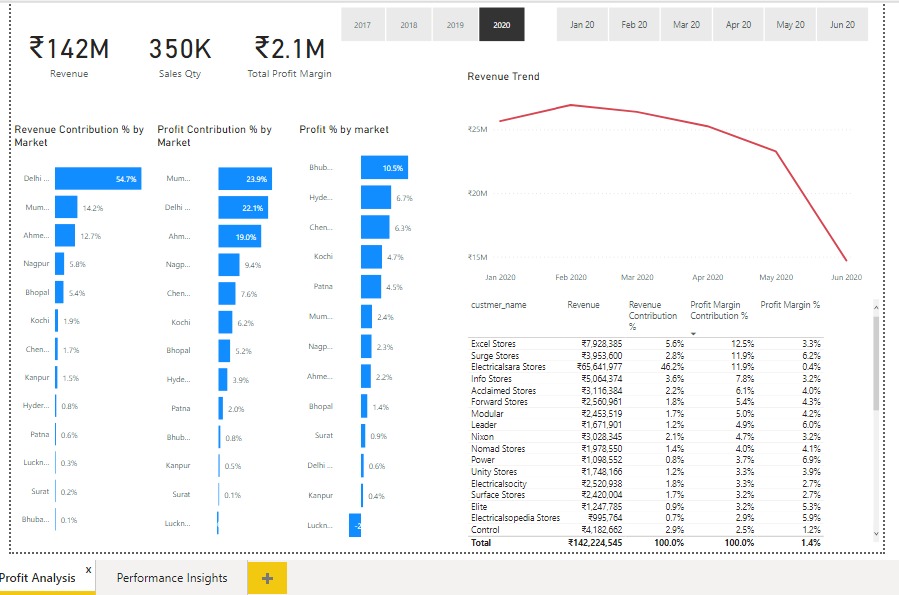 2017 2018 2019 2020 Jan 20 Feb 20 Mar 20 Apr 20 May 20 Jun 20
₹142M 350K ₹2.1M
Revenue Sales Qty Total Profit Margin
Revenue Contribution % by
Market
Delhi ... 54.7%
Mum... 14.2%
Ahme... 12.7%
Nagpur 5.8%
Bhopal 5.4%
Kochi 1.9%
Chen... 1.7%
Kanpur 1.5%
Hyder... 0.8%
Patna 0.6%
Luckn... 0.3%
Surat 0.2%
Bhuba... 0.1%
Profit Contribution % by
Market
Mum... 23.9%
Delhi ... 22.1%
Ahm... 19.0%
Nagp... 9.4%
Chen... 7.6%
Kochi 6.2%
Bhopal 5.2%
Hyde... 3.9%
Patna 2.0%
Bhub... 0.8%
Kanpur 0.5%
Surat 0.1%
Luckn...
Profit % by market
Bhub... 10.5%
Hyde... 6.7%
Chen... 6.3%
Kochi 4.7%
Patna 4.5%
Mum... 2.4%
Nagp... 2.3%
Ahme... 2.2%
Bhopal 1.4%
Surat 0.9%
Delhi ... 0.6%
Kanpur 0.4%
Luckn... -2
Revenue Trend
₹25M
₹20M
₹15M
Jan 2020 Feb 2020 Mar 2020 Apr 2020 May 2020 Jun 2020
custmer_name Revenue Revenue Profit Margin Profit Margin %
Contribution Contribution %
%
Excel Stores ₹7,928,385 5.6% 12.5% 3.3%
Surge Stores ₹3,953,600 2.8% 11.9% 6.2%
Electricalsara Stores ₹65,641,977 46.2% 11.9% 0.4%
Info Stores ₹5,064,374 3.6% 7.8% 3.2%
Acclaimed Stores ₹3,116,384 2.2% 6.1% 4.0%
Forward Stores ₹2,560,961 1.8% 5.4% 4.3%
Modular ₹2,453,519 1.7% 5.0% 4.2%
Leader ₹1,671,901 1.2% 4.9% 6.0%
Nixon ₹3,028,345 2.1% 4.7% 3.2%
Nomad Stores ₹1,978,550 1.4% 4.0% 4.1%
Power ₹1,098,552 0.8% 3.7% 6.9%
Unity Stores ₹1,748,166 1.2% 3.3% 3.9%
Electricalsocity ₹2,520,938 1.8% 3.3% 2.7%
Surface Stores ₹2,420,004 1.7% 3.2% 2.7%
Elite ₹1,247,785 0.9% 3.2% 5.3%
Electricalsopedia Stores ₹995,764 0.7% 2.9% 5.9%
Control ₹4,182,662 2.9% 2.5% 1.2%
Total ₹142,224,545 100.0% 100.0% 1.4%
Profit Analysis x Performance Insights +